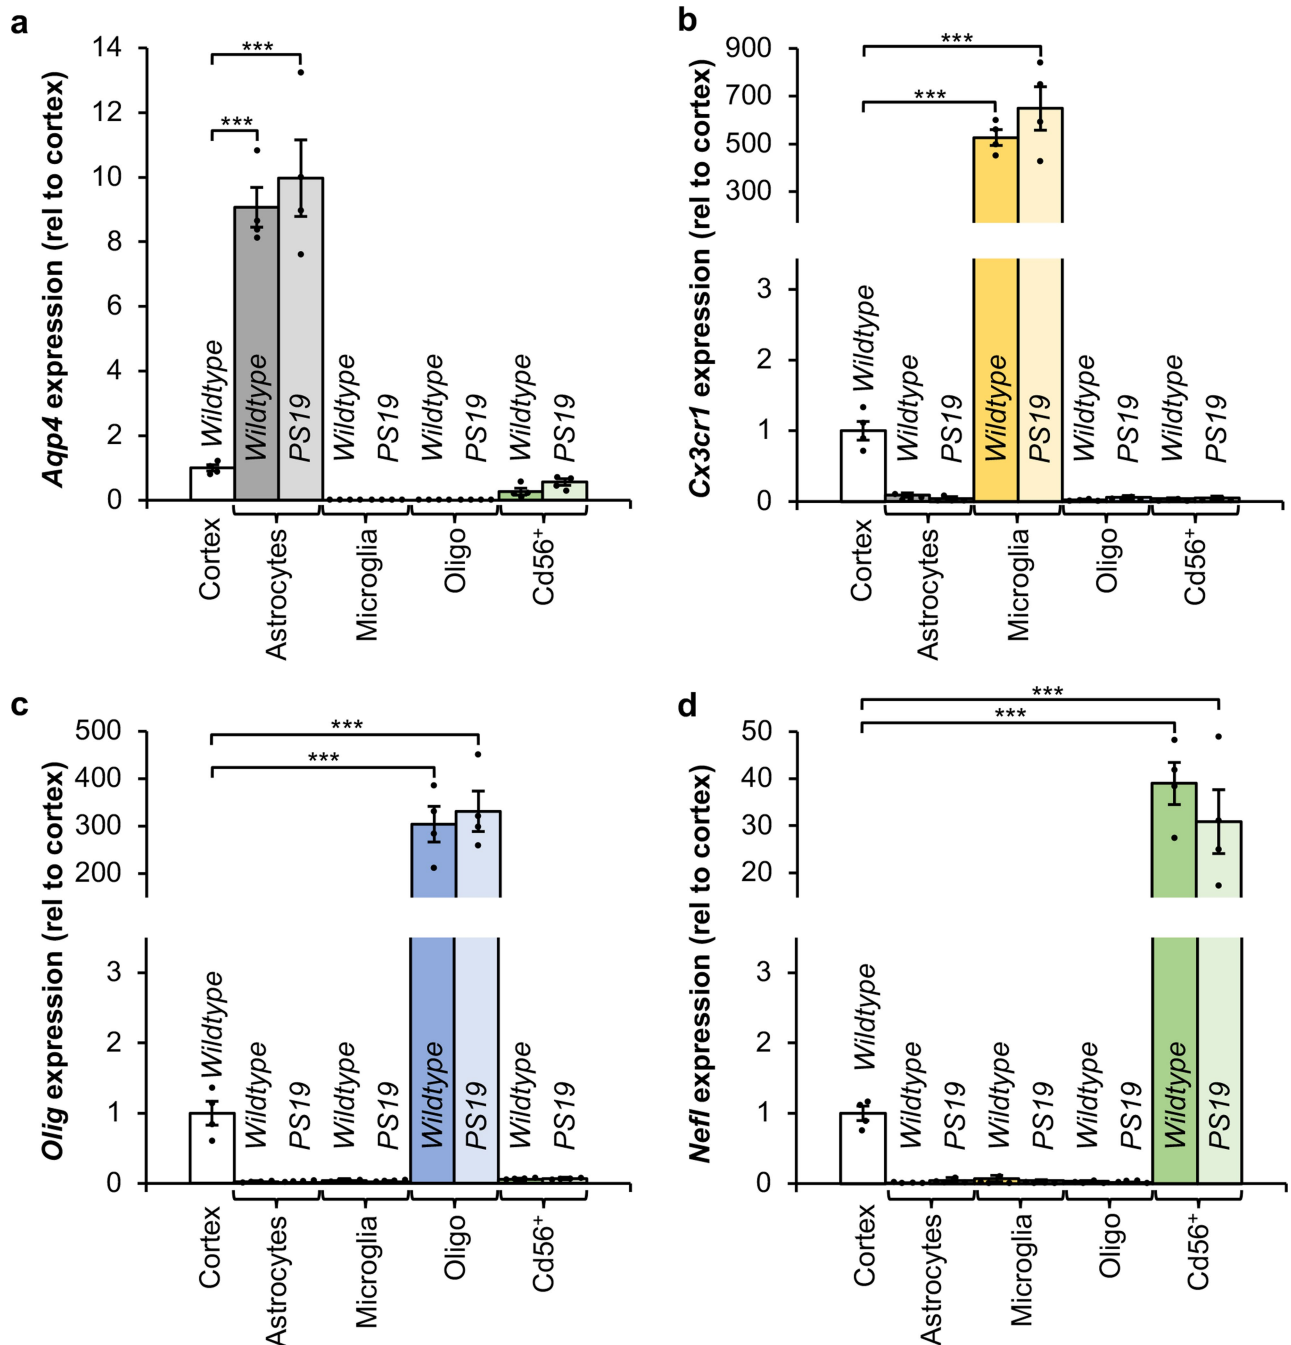 a
Aqp4 expression (rel to cortex)
14
12
10
8
6
4
2
0
***
***
Wildtype
Wildtype
PS19
Wildtype
PS19
Wildtype
PS19
Wildtype
PS19
Cortex
Astrocytes
Microglia
Oligo
Cd56⁺
b
Cx3cr1 expression (rel to cortex)
900
700
500
300
3
2
1
0
***
***
Wildtype
Wildtype
PS19
Wildtype
PS19
Wildtype
PS19
Wildtype
PS19
Cortex
Astrocytes
Microglia
Oligo
Cd56⁺
c
Olig expression (rel to cortex)
500
400
300
200
3
2
1
0
***
***
Wildtype
Wildtype
PS19
Wildtype
PS19
Wildtype
PS19
Wildtype
PS19
Cortex
Astrocytes
Microglia
Oligo
Cd56⁺
d
Nefl expression (rel to cortex)
50
40
30
20
3
2
1
0
***
***
Wildtype
Wildtype
PS19
Wildtype
PS19
Wildtype
PS19
Wildtype
PS19
Cortex
Astrocytes
Microglia
Oligo
Cd56⁺